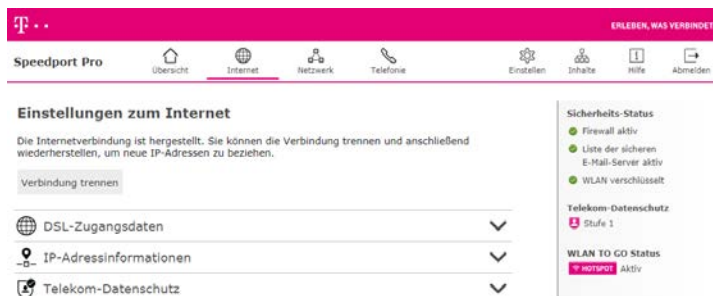 T··
ERLEBEN, WAS VERBINDET
Speedport Pro
Übersicht
Internet
Netzwerk
Telefonie
Einstellen
Inhalte
Hilfe
Abmelden
Einstellungen zum Internet
Die Internetverbindung ist hergestellt. Sie können die Verbindung trennen und anschließend
wiederherstellen, um neue IP-Adressen zu beziehen.
Verbindung trennen
DSL-Zugangsdaten
IP-Adressinformationen
Telekom-Datenschutz
Sicherheits-Status
Firewall aktiv
Liste der sicheren
E-Mail-Server aktiv
WLAN verschlüsselt
Telekom-Datenschutz
Stufe 1
WLAN TO GO Status
HOTSPOT Aktiv